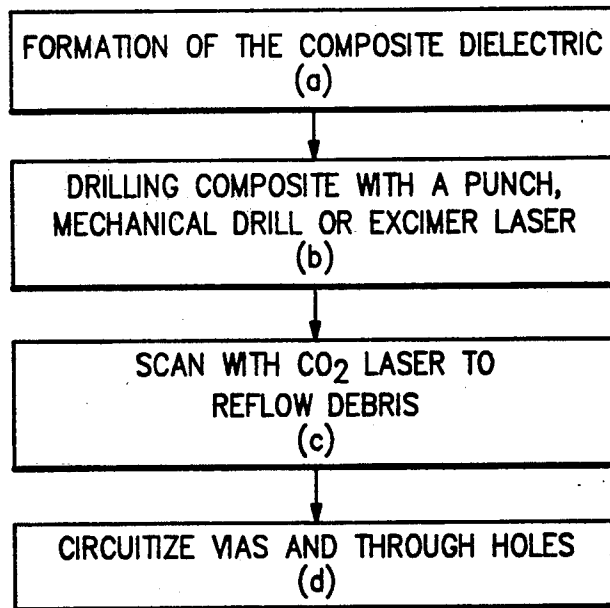 FORMATION OF THE COMPOSITE DIELECTRIC
(a)
DRILLING COMPOSITE WITH A PUNCH,
MECHANICAL DRILL OR EXCIMER LASER
(b)
SCAN WITH CO2 LASER TO
REFLOW DEBRIS
(c)
CIRCUITIZE VIAS AND THROUGH HOLES
(d)